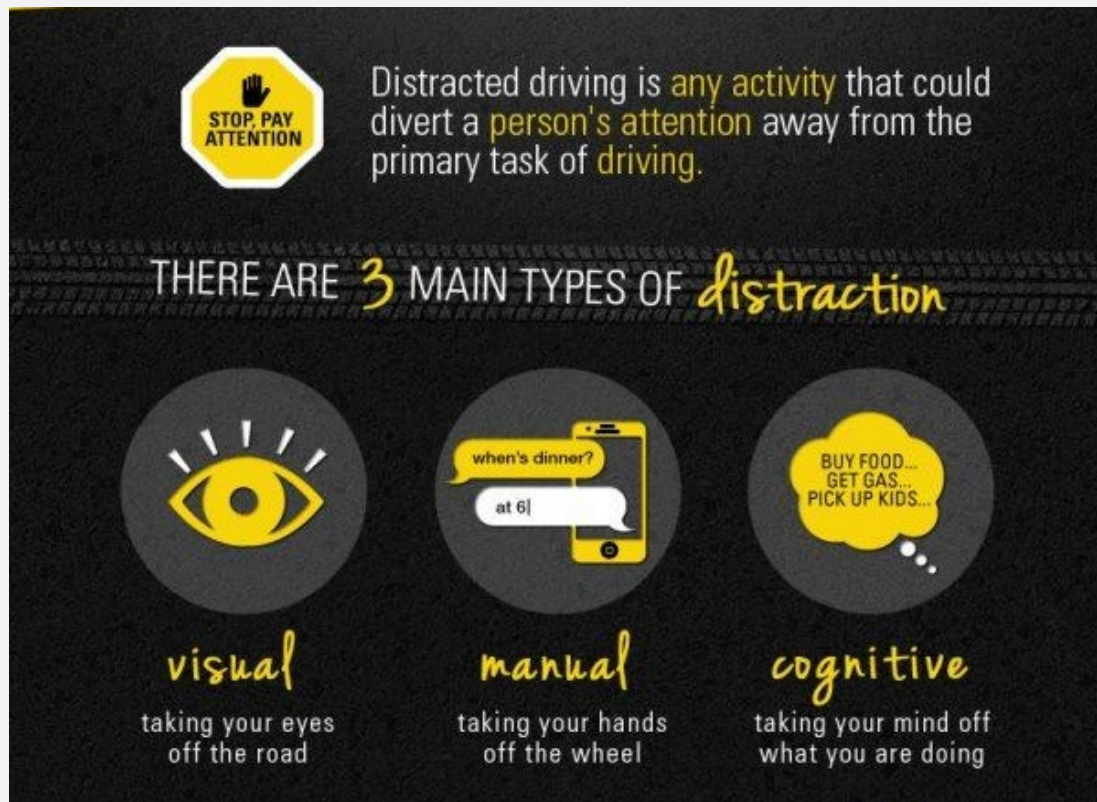 STOP, PAY
ATTENTION
Distracted driving is any activity that could
divert a person's attention away from the
primary task of driving.
THERE ARE 3 MAIN TYPES OF distraction
when's dinner?
at 6|
BUY FOOD...
GET GAS...
PICK UP KIDS...
visual
taking your eyes
off the road
manual
taking your hands
off the wheel
cognitive
taking your mind off
what you are doing